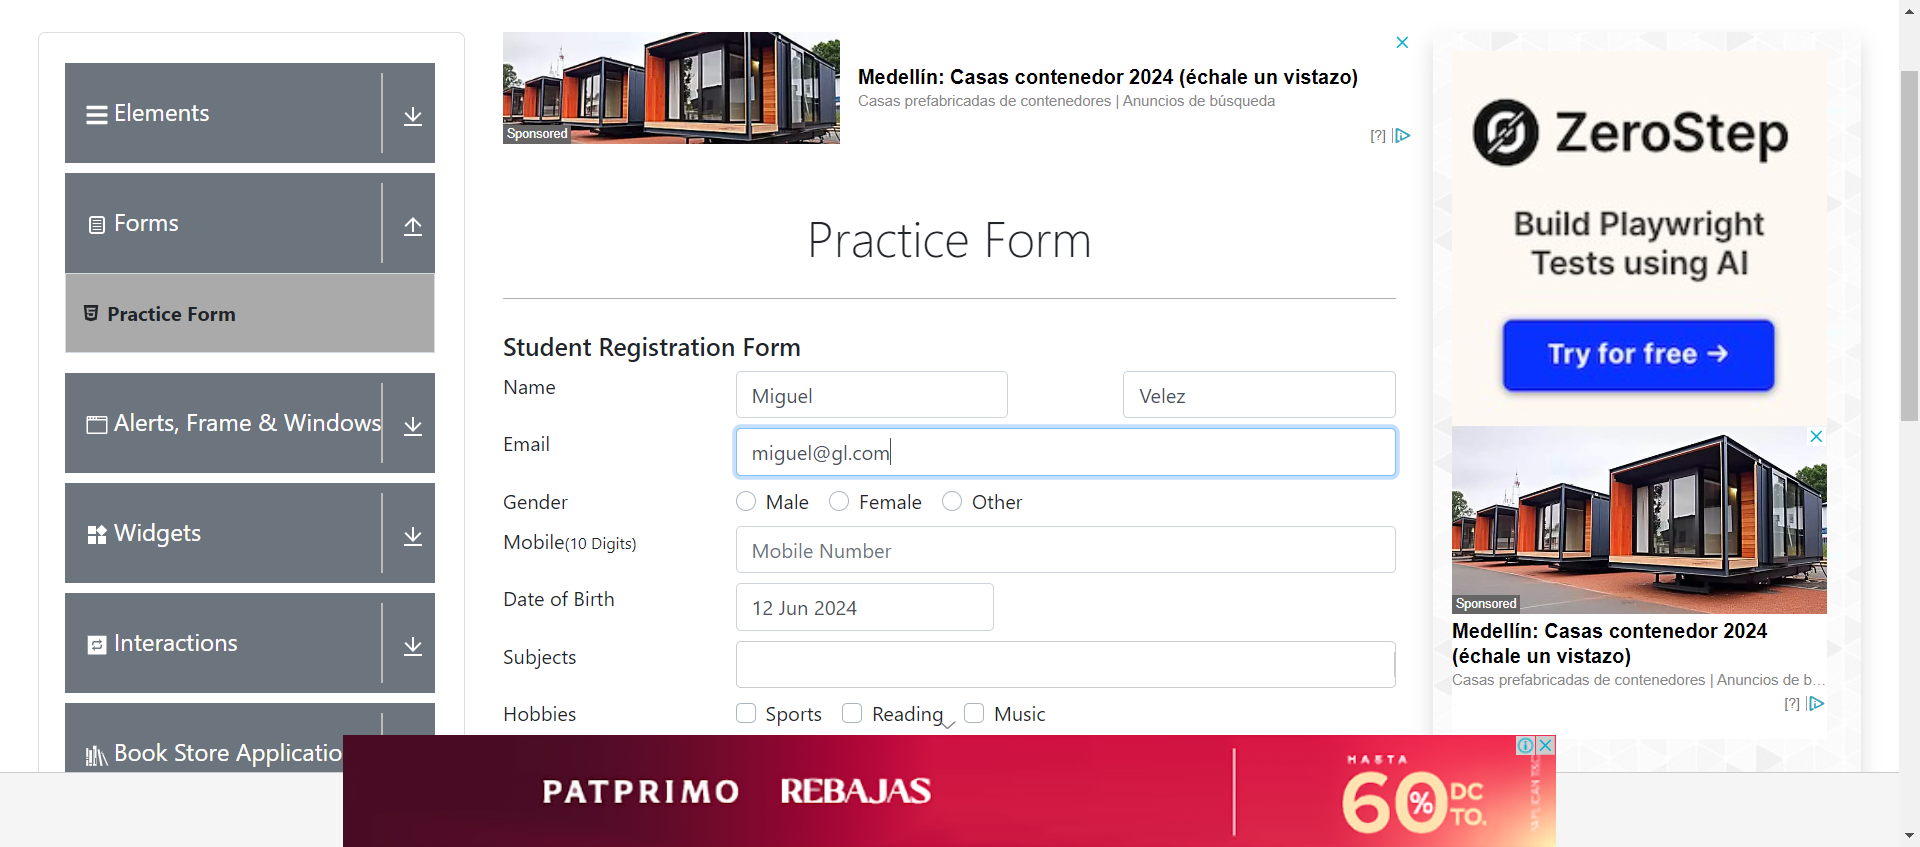 Elements
Forms
Practice Form
Alerts, Frame & Windows
Widgets
Interactions
Book Store Applicatio
Sponsored
Medellín: Casas contenedor 2024 (échale un vistazo)
Casas prefabricadas de contenedores | Anuncios de búsqueda
[?]
Practice Form
Student Registration Form
Name
Miguel
Velez
Email
miguel@gl.com
Gender
Male
Female
Other
Mobile(10 Digits)
Mobile Number
Date of Birth
12 Jun 2024
Subjects
Hobbies
Sports
Reading
Music
ZeroStep
Build Playwright
Tests using AI
Try for free →
Sponsored
Medellín: Casas contenedor 2024
(échale un vistazo)
Casas prefabricadas de contenedores | Anuncios de b...
[?]
PATPRIMO REBAJAS
HASTA
60% DCTO.